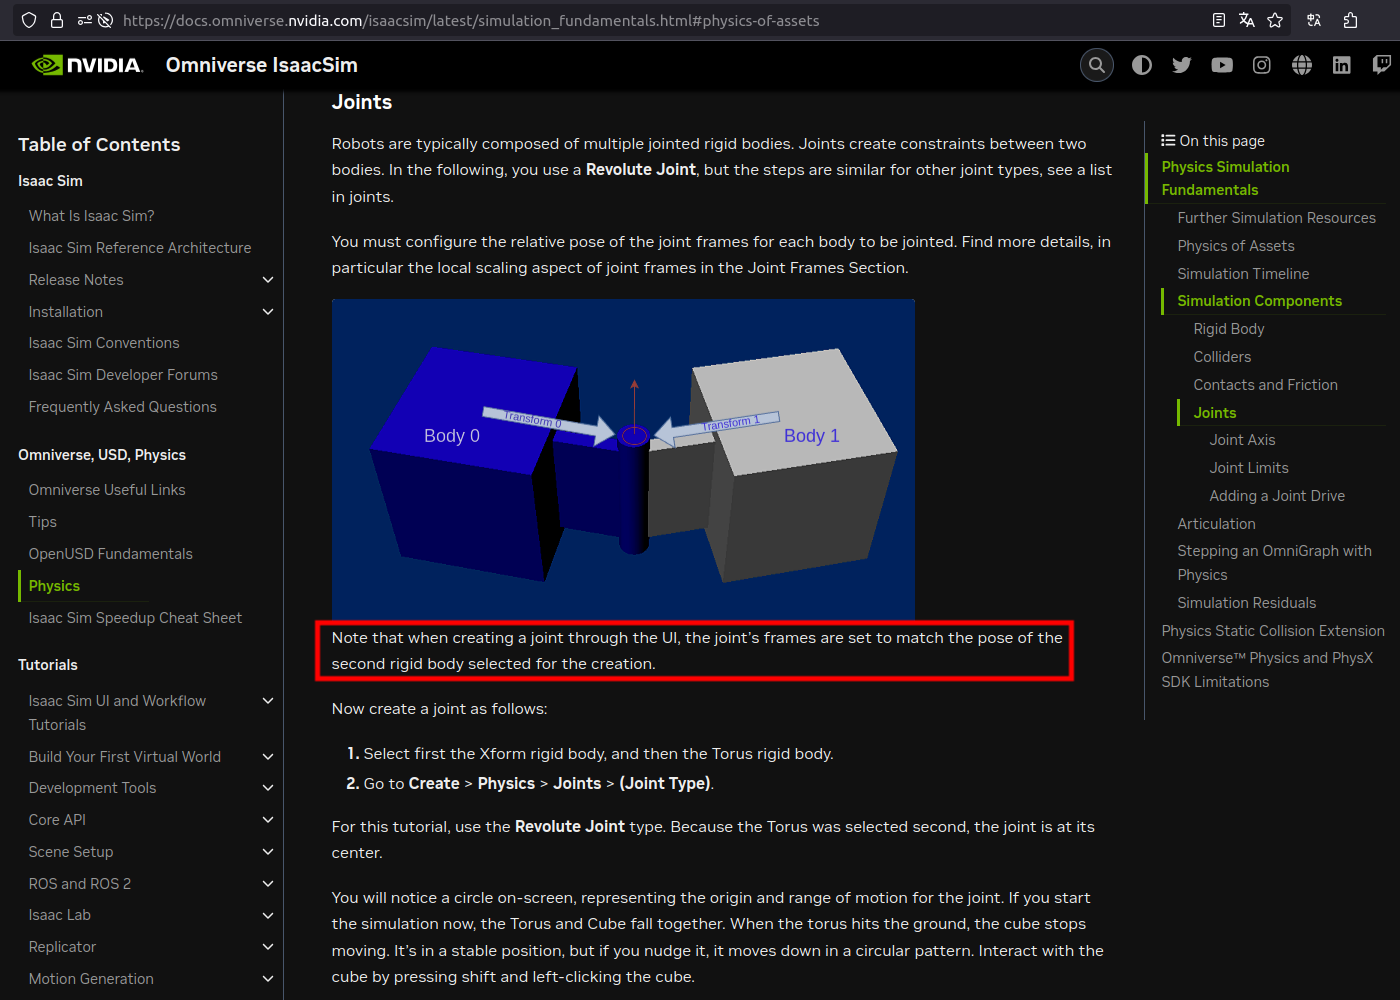 https://docs.omniverse.nvidia.com/isaacsim/latest/simulation_fundamentals.html#physics-of-assets
NVIDIA. Omniverse IsaacSim
Table of Contents
Isaac Sim
What Is Isaac Sim?
Isaac Sim Reference Architecture
Release Notes
Installation
Isaac Sim Conventions
Isaac Sim Developer Forums
Frequently Asked Questions
Omniverse, USD, Physics
Omniverse Useful Links
Tips
OpenUSD Fundamentals
Physics
Isaac Sim Speedup Cheat Sheet
Tutorials
Isaac Sim UI and Workflow
Tutorials
Build Your First Virtual World
Development Tools
Core API
Scene Setup
ROS and ROS 2
Isaac Lab
Replicator
Motion Generation
Joints
Robots are typically composed of multiple jointed rigid bodies. Joints create constraints between two
bodies. In the following, you use a Revolute Joint, but the steps are similar for other joint types, see a list
in joints.
You must configure the relative pose of the joint frames for each body to be jointed. Find more details, in
particular the local scaling aspect of joint frames in the Joint Frames Section.
Body 0
Transform 0
Transform 1
Body 1
Note that when creating a joint through the UI, the joint's frames are set to match the pose of the
second rigid body selected for the creation.
Now create a joint as follows:
1. Select first the Xform rigid body, and then the Torus rigid body.
2. Go to Create > Physics > Joints > (Joint Type).
For this tutorial, use the Revolute Joint type. Because the Torus was selected second, the joint is at its
center.
You will notice a circle on-screen, representing the origin and range of motion for the joint. If you start
the simulation now, the Torus and Cube fall together. When the torus hits the ground, the cube stops
moving. It's in a stable position, but if you nudge it, it moves down in a circular pattern. Interact with the
cube by pressing shift and left-clicking the cube.
On this page
Physics Simulation
Fundamentals
Further Simulation Resources
Physics of Assets
Simulation Timeline
Simulation Components
Rigid Body
Colliders
Contacts and Friction
Joints
Joint Axis
Joint Limits
Adding a Joint Drive
Articulation
Stepping an OmniGraph with
Physics
Simulation Residuals
Physics Static Collision Extension
Omniverse™ Physics and PhysX
SDK Limitations